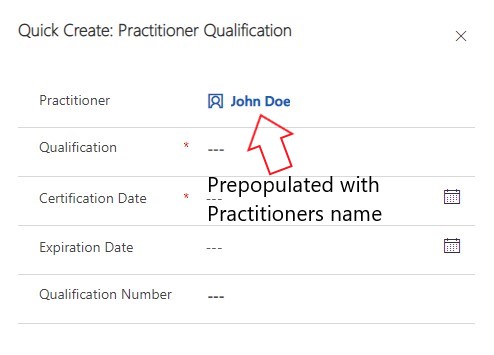 Quick Create: Practitioner Qualification
Practitioner John Doe
Qualification * ---
Certification Date * ---
Prepopulated with
Practitioners name
Expiration Date ---
Qualification Number ---